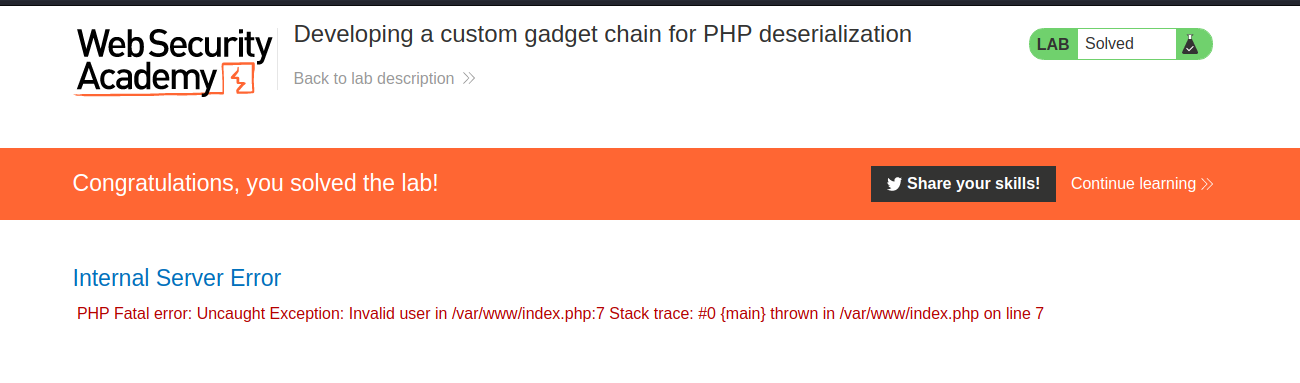 Web Security
Academy
Developing a custom gadget chain for PHP deserialization
Back to lab description
LAB Solved
Congratulations, you solved the lab!
Share your skills!
Continue learning
Internal Server Error
PHP Fatal error: Uncaught Exception: Invalid user in /var/www/index.php:7 Stack trace: #0 {main} thrown in /var/www/index.php on line 7